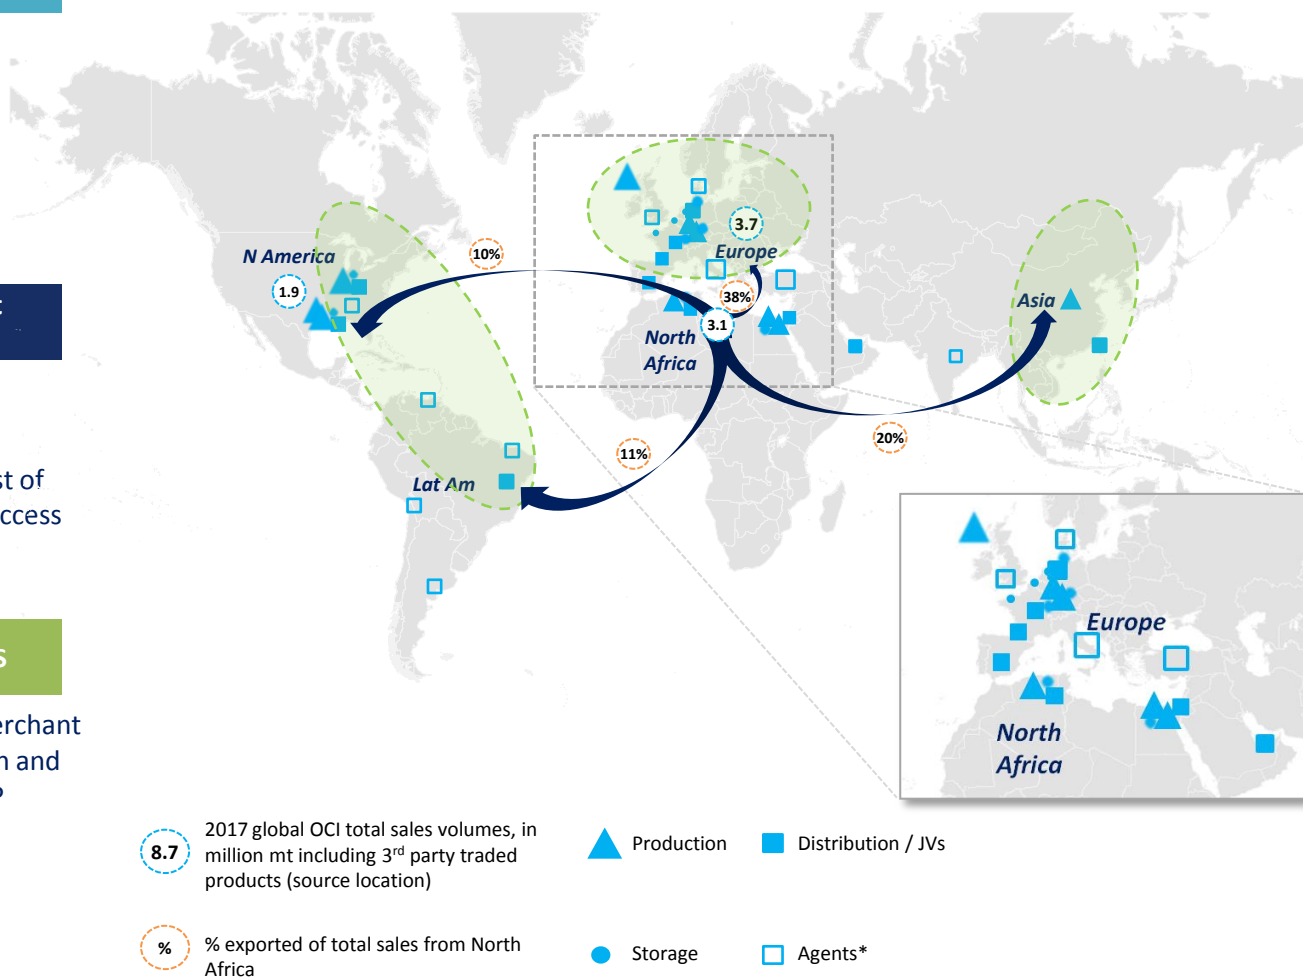 st of
ccess
s
erchant
n and
N America
1.9
10%
3.7
Europe
38%
3.1
North
Africa
Asia
20%
11%
Lat Am
Europe
North
Africa
8.7
2017 global OCI total sales volumes, in
million mt including 3rd party traded
products (source location)
%
% exported of total sales from North
Africa
Production
Distribution / JVs
Storage
Agents*